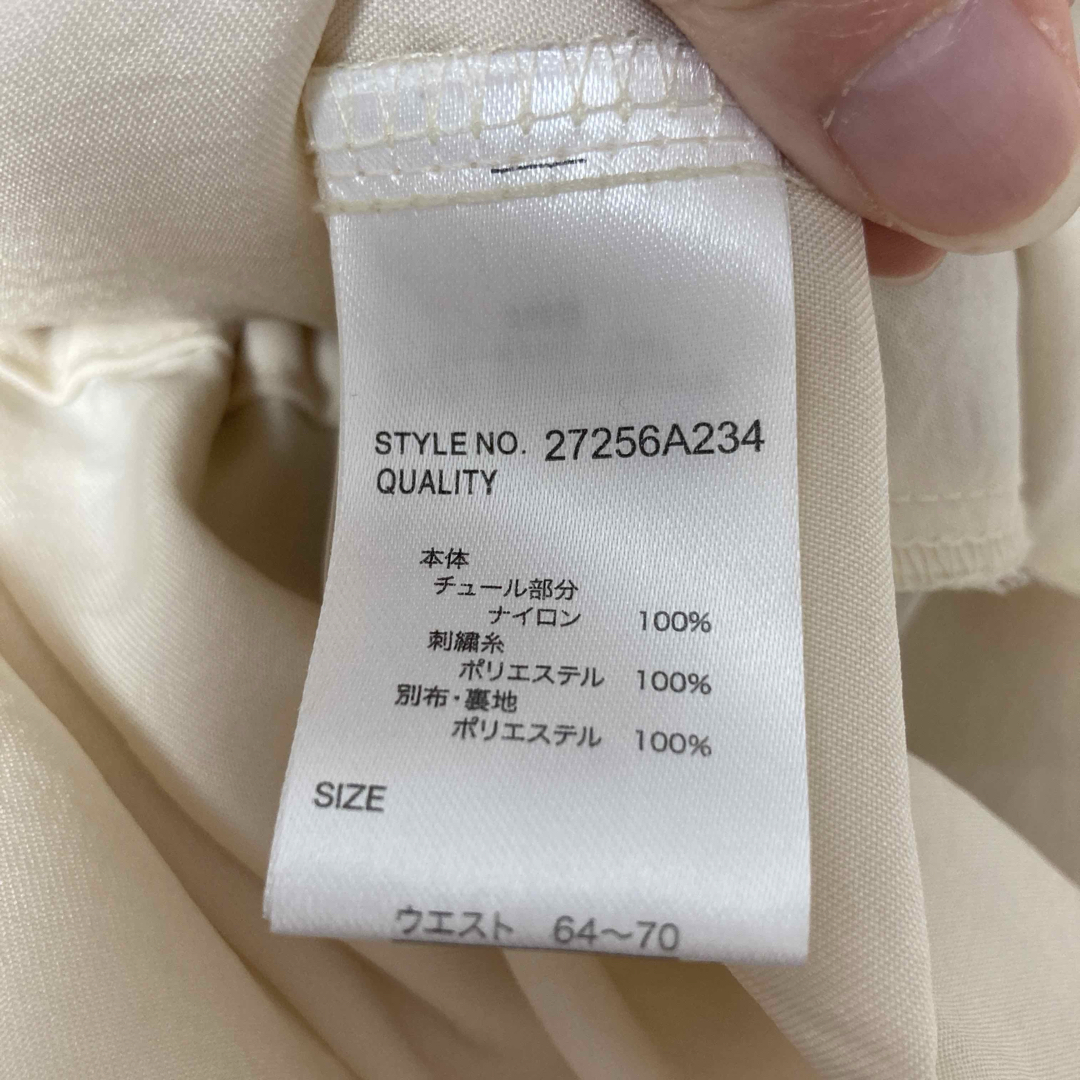 STYLE NO. 27256A234
QUALITY
本体
チュール部分
ナイロン 100%
刺繍糸
ポリエステル 100%
別布・裏地
ポリエステル 100%
SIZE
ウエスト 64～70